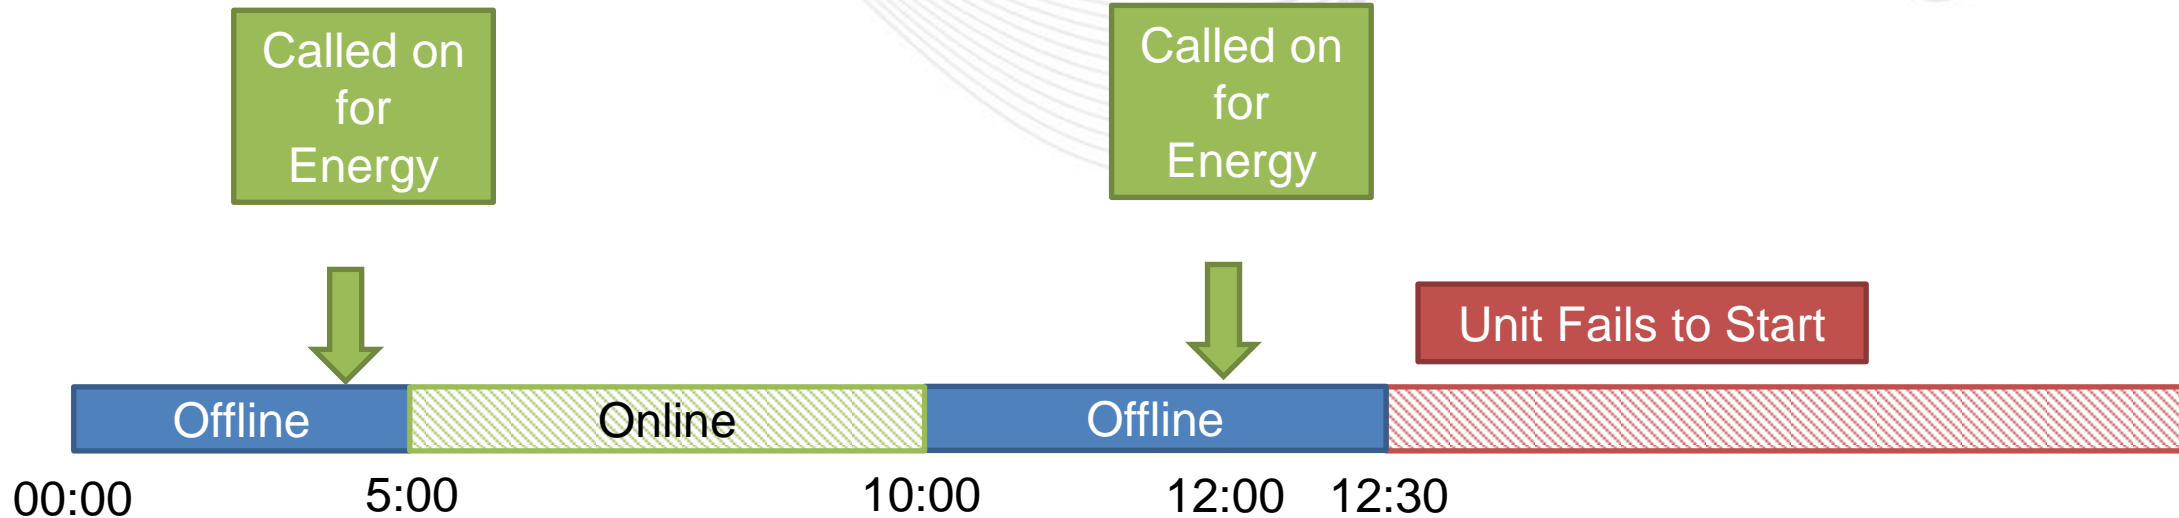 Called on
for
Energy
Called on
for
Energy
Unit Fails to Start
Offline
Online
Offline
00:00
5:00
10:00
12:00
12:30